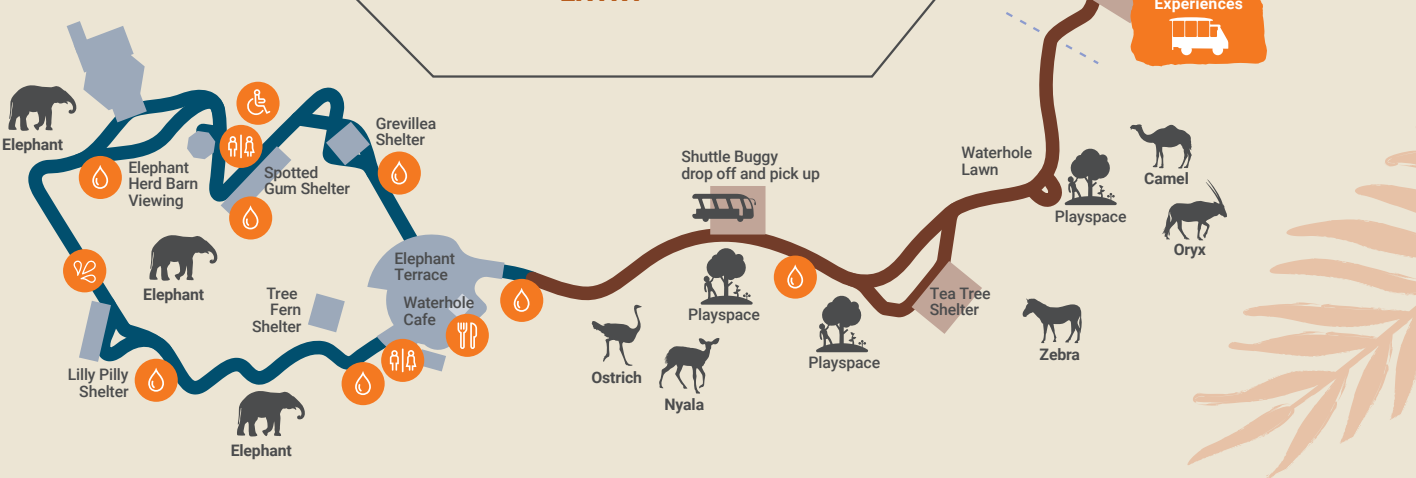 Experiences
Elephant
Grevillea
Shelter
Elephant
Herd Barn
Viewing
Spotted
Gum Shelter
Shuttle Buggy
drop off and pick up
Waterhole
Lawn
Camel
Playspace
Oryx
Elephant
Elephant
Terrace
Tree
Fern
Shelter
Waterhole
Cafe
Playspace
Tea Tree
Shelter
Zebra
Playspace
Ostrich
Nyala
Lilly Pilly
Shelter
Elephant